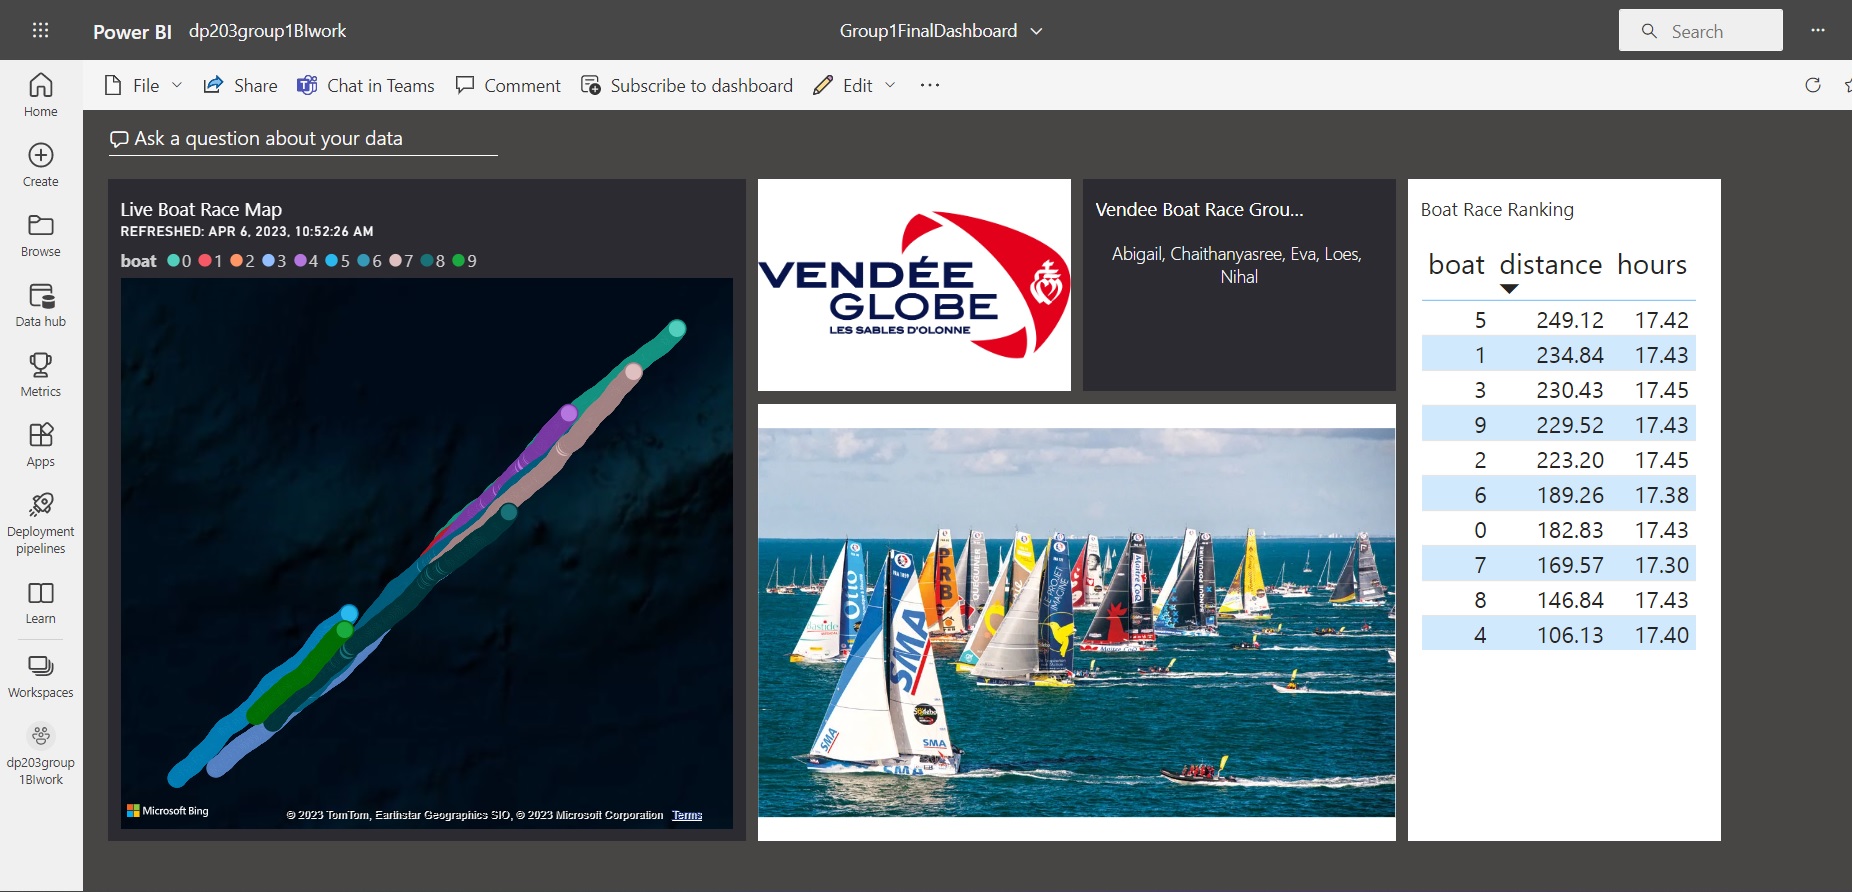 Power BI dp203group1BIwork
Group1FinalDashboard
Search
File
Share
Chat in Teams
Comment
Subscribe to dashboard
Edit
Home
Create
Browse
Data hub
Metrics
Apps
Deployment
pipelines
Learn
Workspaces
dp203group
1BIwork
Ask a question about your data
Live Boat Race Map
REFRESHED: APR 6, 2023, 10:52:26 AM
boat 0 1 2 3 4 5 6 7 8 9
Microsoft Bing
© 2023 TomTom, Earthstar Geographics SIO, © 2023 Microsoft Corporation Terms
VENDÉE
GLOBE
LES SABLES D'OLONNE
Vendee Boat Race Grou...
Abigail, Chaithanyasree, Eva, Loes,
Nihal
PRB
SMA
SMA
SMA
SMA
Boat Race Ranking
boat distance hours
5 249.12 17.42
1 234.84 17.43
3 230.43 17.45
9 229.52 17.43
2 223.20 17.45
6 189.26 17.38
0 182.83 17.43
7 169.57 17.30
8 146.84 17.43
4 106.13 17.40